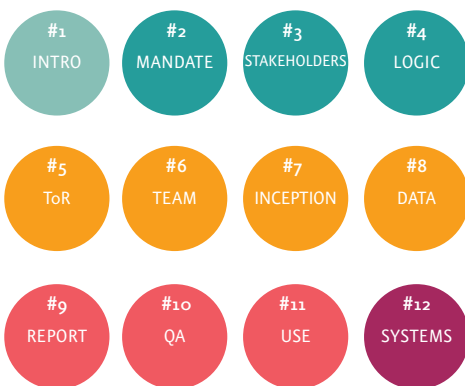 #1
INTRO
#2
MANDATE
#3
STAKEHOLDERS
#4
LOGIC
#5
ToR
#6
TEAM
#7
INCEPTION
#8
DATA
#9
REPORT
#10
QA
#11
USE
#12
SYSTEMS